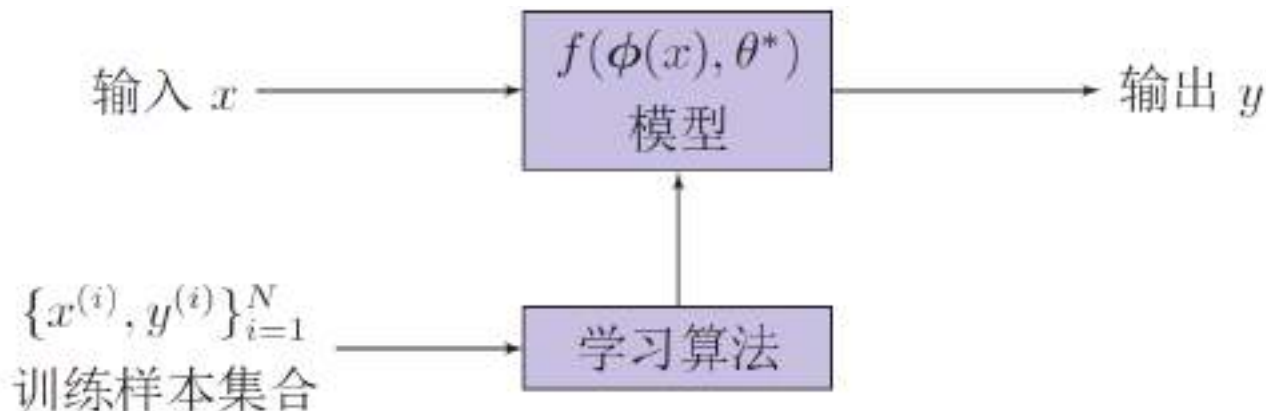 f(ϕ(x), θ*)
输入 x
模型
输出 y
{x^(i), y^(i)}_{i=1}^N
训练样本集合
学习算法